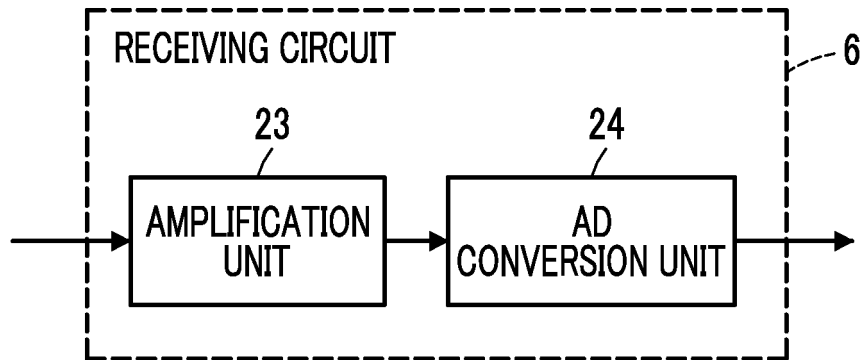 RECEIVING CIRCUIT
6
23
24
AMPLIFICATION
UNIT
AD
CONVERSION UNIT